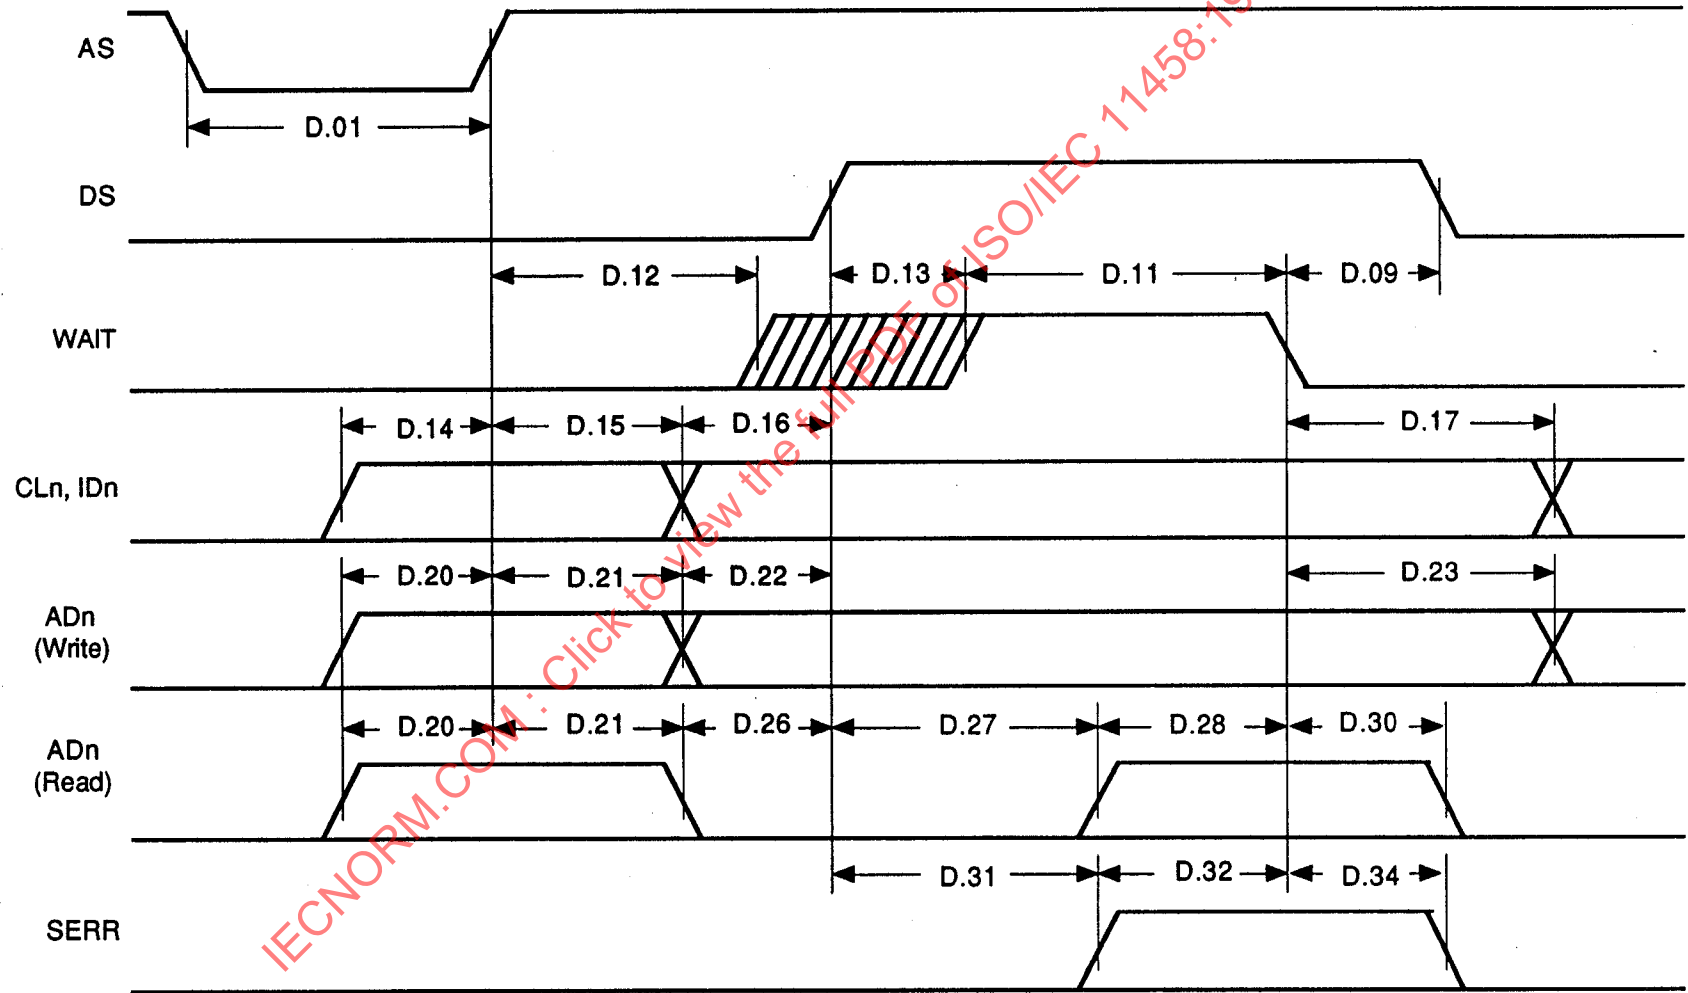 AS
D.01
DS
D.12
D.13
D.11
D.09
WAIT
D.14
D.15
D.16
D.17
CLn, IDn
D.20
D.21
D.22
D.23
ADn
(Write)
D.20
D.21
D.26
D.27
D.28
D.30
ADn
(Read)
D.31
D.32
D.34
SERR
IECNORM.COM : Click to view the full PDF of ISO/IEC 11458:19